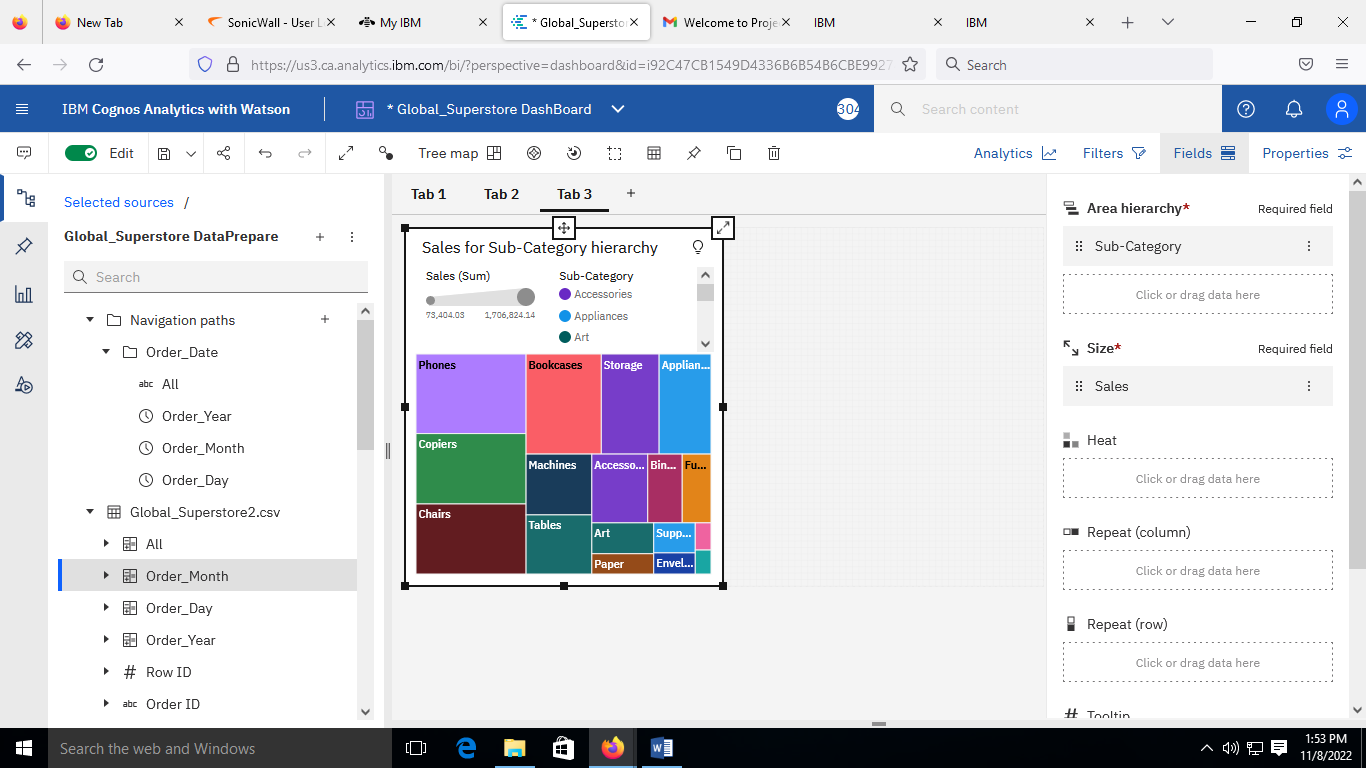 New Tab
SonicWall - User L
My IBM
* Global_Superstor
Welcome to Proje
IBM
IBM
https://us3.ca.analytics.ibm.com/bi/?perspective=dashboard&id=i92C47CB1549D4336B6B54B6CBE9927
Search
IBM Cognos Analytics with Watson
* Global_Superstore DashBoard
304
Search content
Edit
Tree map
Analytics
Filters
Fields
Properties
Selected sources /
Global_Superstore DataPrepare
Search
Navigation paths
Order_Date
abc All
Order_Year
Order_Month
Order_Day
Global_Superstore2.csv
All
Order_Month
Order_Day
Order_Year
# Row ID
abc Order ID
Tab 1
Tab 2
Tab 3
Sales for Sub-Category hierarchy
Sales (Sum)
73,404.03
1,706,824.14
Sub-Category
Accessories
Appliances
Art
Phones
Bookcases
Storage
Applian...
Copiers
Machines
Accesso...
Bin...
Fu...
Chairs
Tables
Art
Supp...
Paper
Envel...
Area hierarchy*
Required field
Sub-Category
Click or drag data here
Size*
Required field
Sales
Heat
Click or drag data here
Repeat (column)
Click or drag data here
Repeat (row)
Click or drag data here
# Tooltip
Search the web and Windows
1:53 PM
11/8/2022